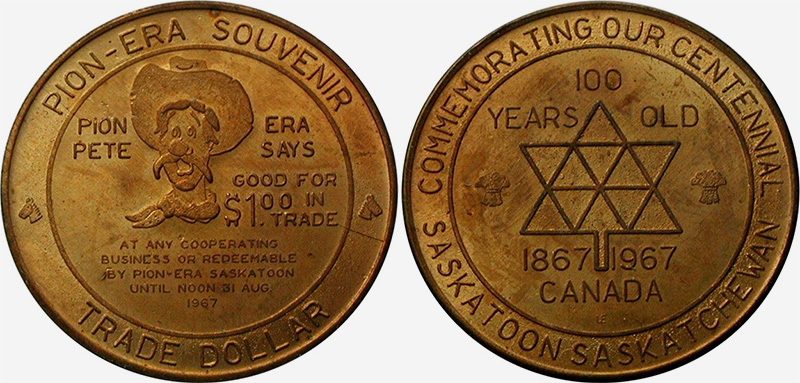 PION-ERA SOUVENIR
PION ERA
PETE SAYS
GOOD FOR
$1.00 IN
TRADE
AT ANY COOPERATING
BUSINESS OR REDEEMABLE
BY PION-ERA SASKATOON
UNTIL NOON 31 AUG.
1967
TRADE DOLLAR
COMMEMORATING OUR CENTENNIAL
100
YEARS OLD
1867 1967
CANADA
SASKATOON SASKATCHEWAN